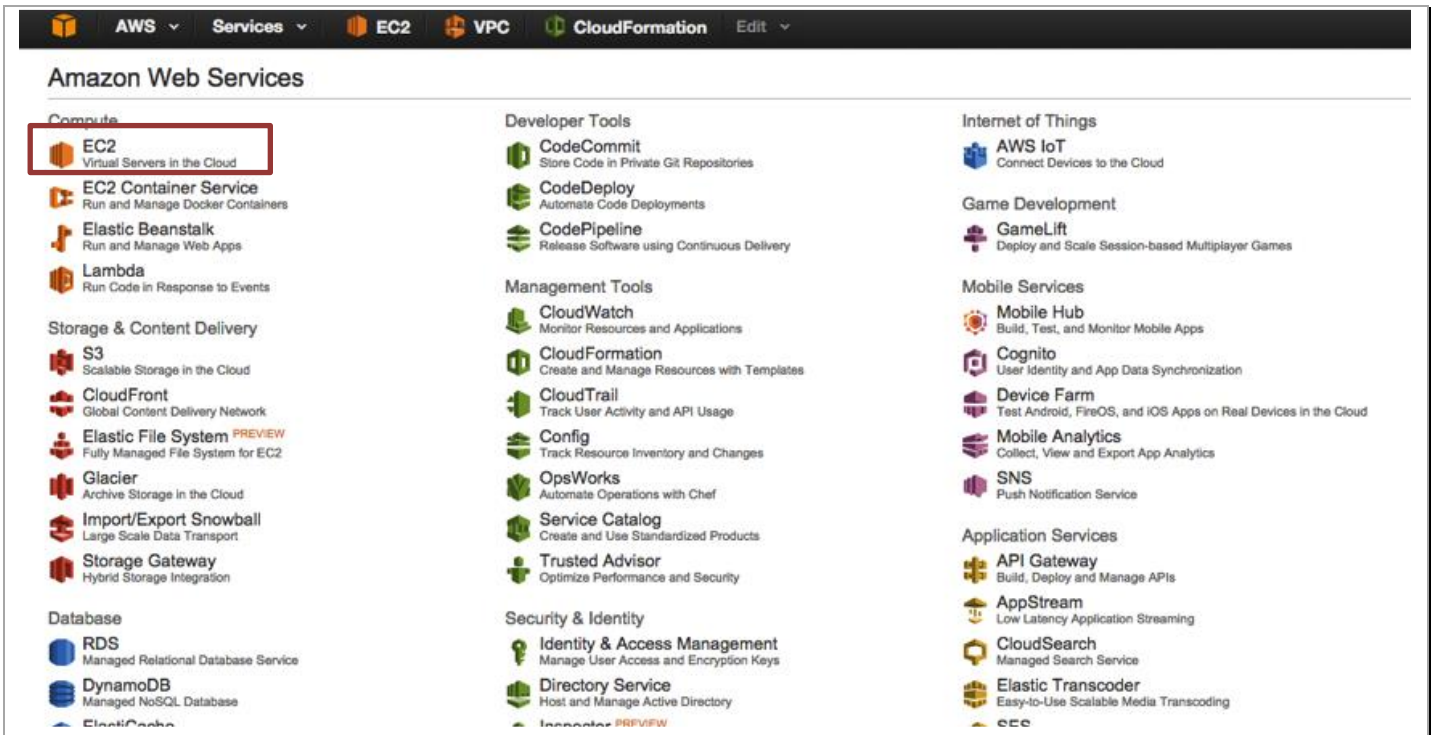 AWS Services EC2 VPC CloudFormation Edit
Amazon Web Services
Compute
EC2
Virtual Servers in the Cloud
EC2 Container Service
Run and Manage Docker Containers
Elastic Beanstalk
Run and Manage Web Apps
Lambda
Run Code in Response to Events
Storage & Content Delivery
S3
Scalable Storage in the Cloud
CloudFront
Global Content Delivery Network
Elastic File System PREVIEW
Fully Managed File System for EC2
Glacier
Archive Storage in the Cloud
Import/Export Snowball
Large Scale Data Transport
Storage Gateway
Hybrid Storage Integration
Database
RDS
Managed Relational Database Service
DynamoDB
Managed NoSQL Database
ElastiCache
Developer Tools
CodeCommit
Store Code in Private Git Repositories
CodeDeploy
Automate Code Deployments
CodePipeline
Release Software using Continuous Delivery
Management Tools
CloudWatch
Monitor Resources and Applications
CloudFormation
Create and Manage Resources with Templates
CloudTrail
Track User Activity and API Usage
Config
Track Resource Inventory and Changes
OpsWorks
Automate Operations with Chef
Service Catalog
Create and Use Standardized Products
Trusted Advisor
Optimize Performance and Security
Security & Identity
Identity & Access Management
Manage User Access and Encryption Keys
Directory Service
Host and Manage Active Directory
Inspector PREVIEW
Internet of Things
AWS IoT
Connect Devices to the Cloud
Game Development
GameLift
Deploy and Scale Session-based Multiplayer Games
Mobile Services
Mobile Hub
Build, Test, and Monitor Mobile Apps
Cognito
User Identity and App Data Synchronization
Device Farm
Test Android, FireOS, and iOS Apps on Real Devices in the Cloud
Mobile Analytics
Collect, View and Export App Analytics
SNS
Push Notification Service
Application Services
API Gateway
Build, Deploy and Manage APIs
AppStream
Low Latency Application Streaming
CloudSearch
Managed Search Service
Elastic Transcoder
Easy-to-Use Scalable Media Transcoding
SES